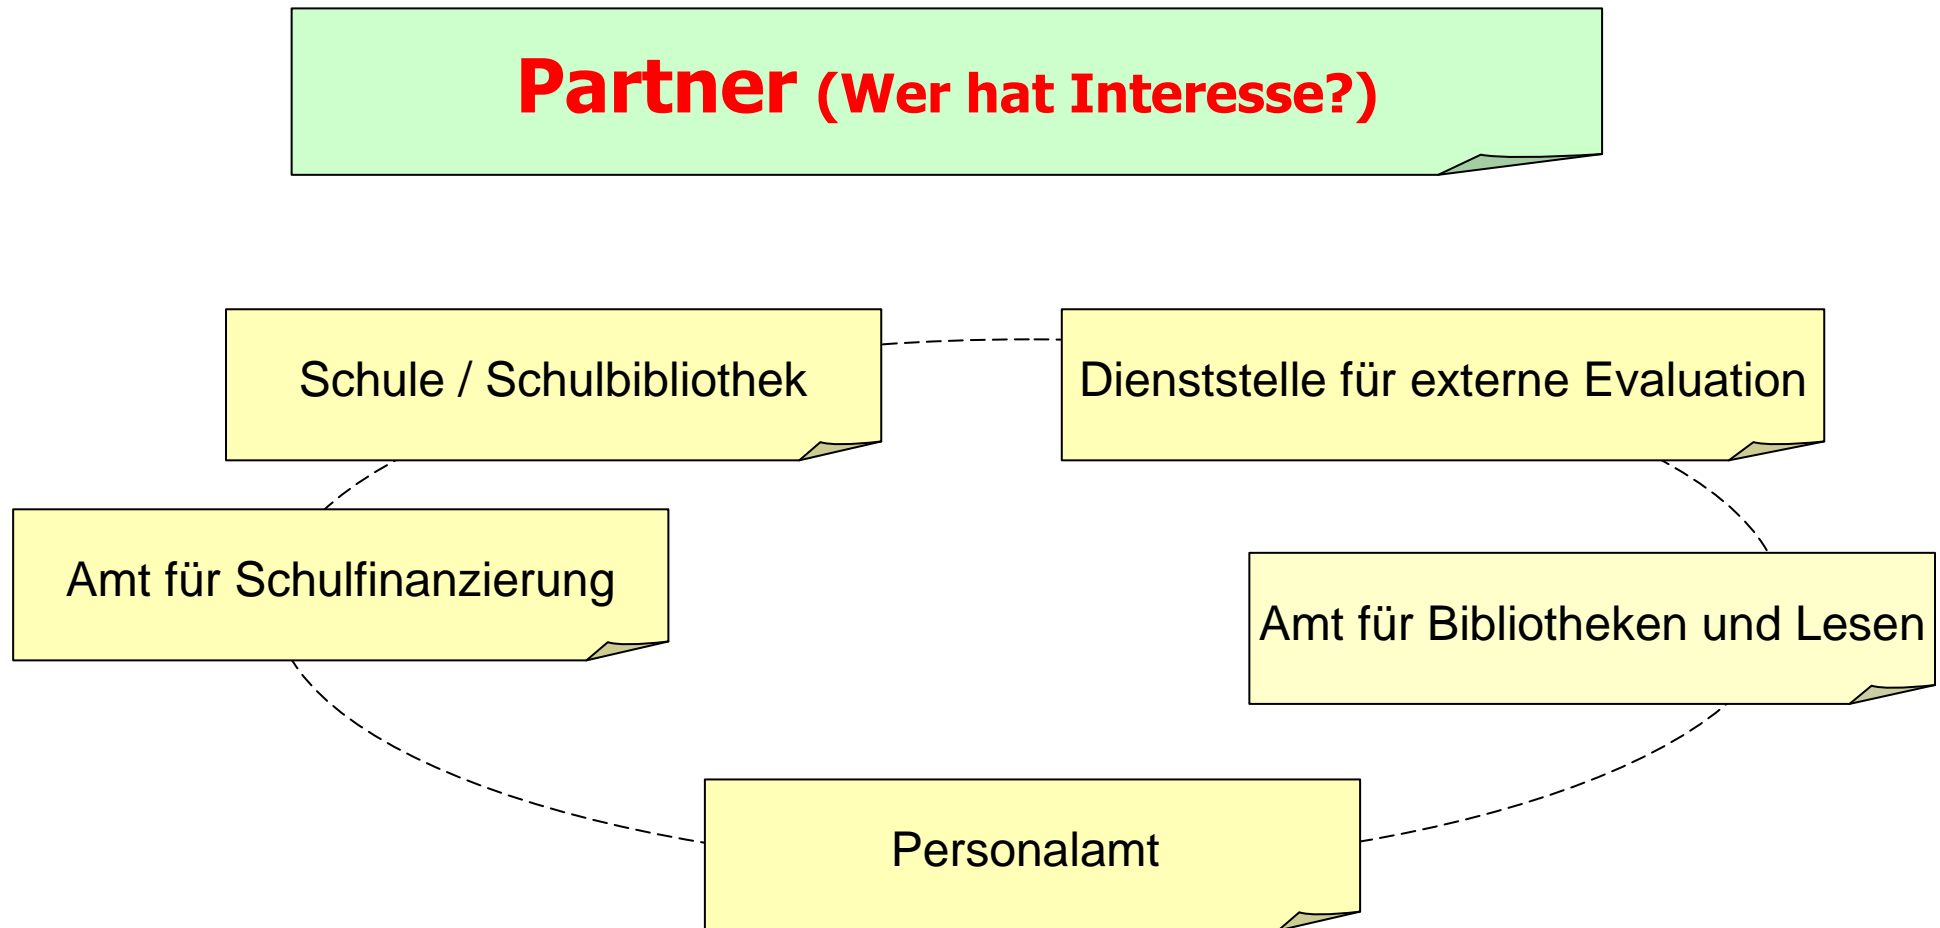 Partner (Wer hat Interesse?)
Schule / Schulbibliothek
Dienststelle für externe Evaluation
Amt für Schulfinanzierung
Amt für Bibliotheken und Lesen
Personalamt